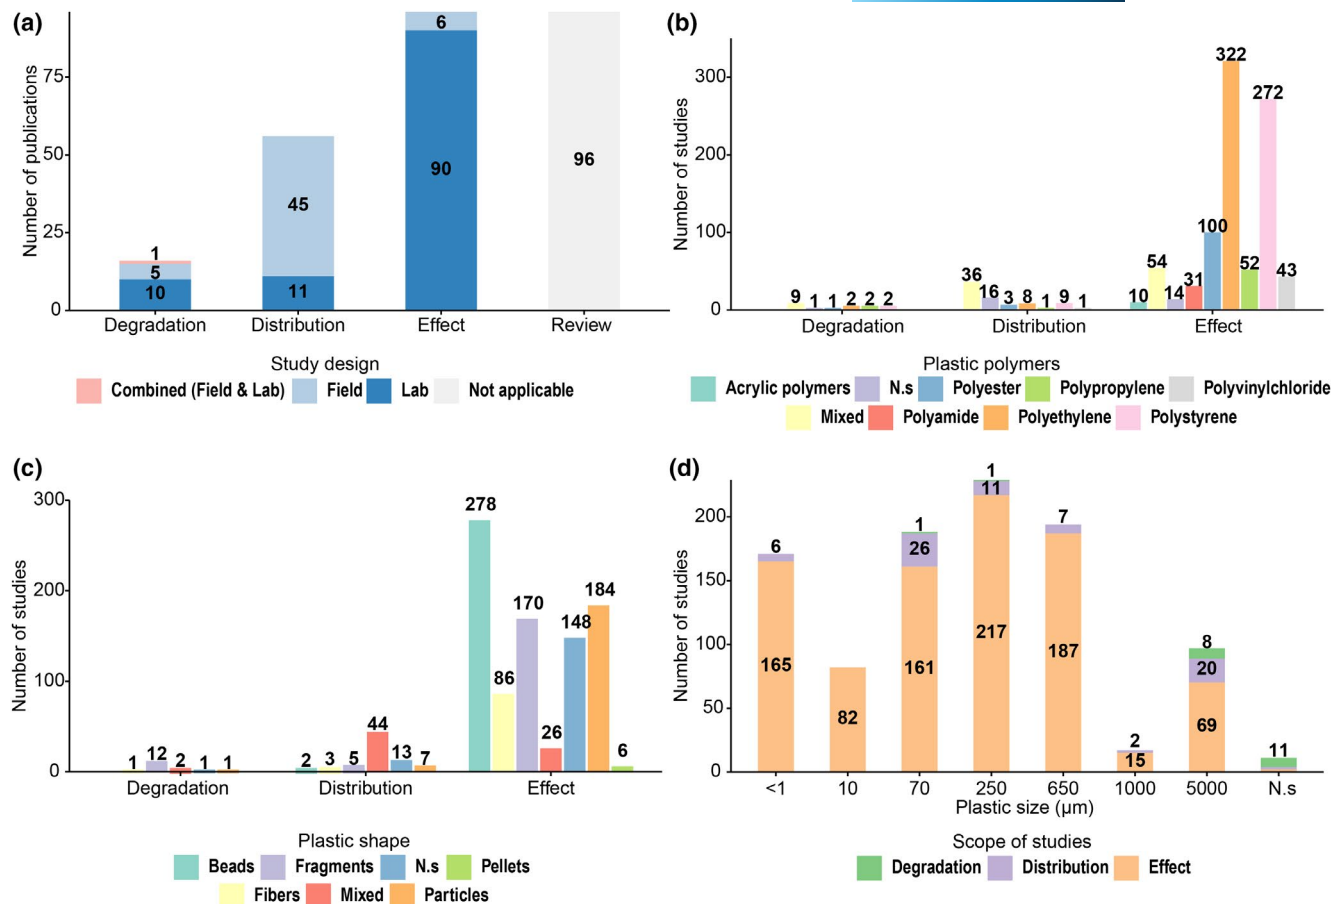 (a)
Number of publications
75
50
25
0
1
5
10
45
11
6
90
96
Degradation Distribution Effect Review
Study design
Combined (Field & Lab) Field Lab Not applicable
(b)
Number of studies
300
200
100
0
9 1 1 2 2 2
36 16 3 8 1 9 1
10 54 14 31 100 322 52 272 43
Degradation Distribution Effect
Plastic polymers
Acrylic polymers N.s Polyester Polypropylene Polyvinylchloride
Mixed Polyamide Polyethylene Polystyrene
(c)
Number of studies
300
200
100
0
1 12 2 1 1
2 3 5 44 13 7
278 86 170 26 148 184 6
Degradation Distribution Effect
Plastic shape
Beads Fragments N.s Pellets
Fibers Mixed Particles
(d)
Number of studies
200
150
100
50
0
6
165
82
1
26
161
1
11
217
7
187
2
15
8
20
69
11
<1 10 70 250 650 1000 5000 N.s
Plastic size (µm)
Scope of studies
Degradation Distribution Effect